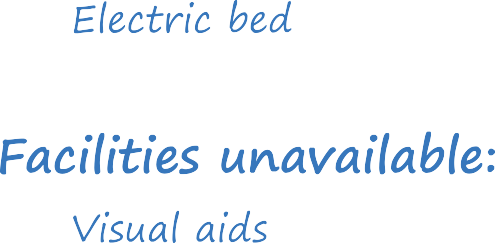 Electric bed
Facilities unavailable:
Visual aids